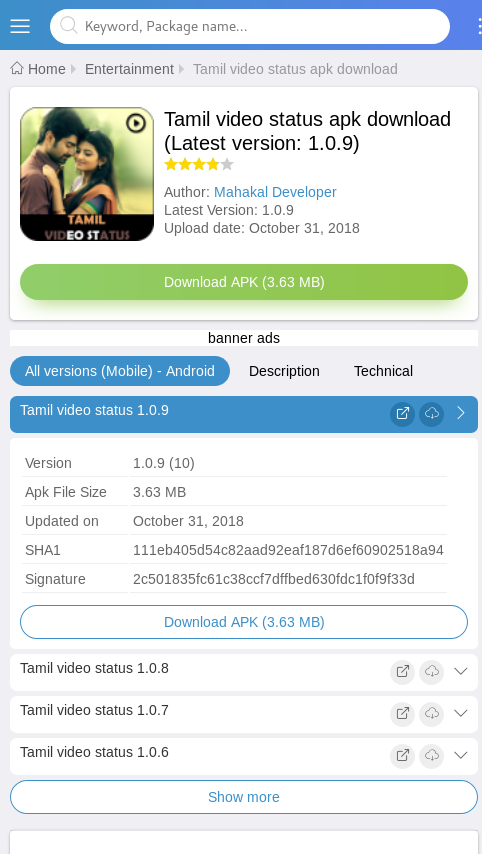 Keyword, Package name...
Home Entertainment Tamil video status apk download
TAMIL
VIDEO STATUS
Tamil video status apk download
(Latest version: 1.0.9)
Author: Mahakal Developer
Latest Version: 1.0.9
Upload date: October 31, 2018
Download APK (3.63 MB)
banner ads
All versions (Mobile) - Android Description Technical
Tamil video status 1.0.9
Version 1.0.9 (10)
Apk File Size 3.63 MB
Updated on October 31, 2018
SHA1 111eb405d54c82aad92eaf187d6ef60902518a94
Signature 2c501835fc61c38ccf7dffbed630fdc1f0f9f33d
Download APK (3.63 MB)
Tamil video status 1.0.8
Tamil video status 1.0.7
Tamil video status 1.0.6
Show more